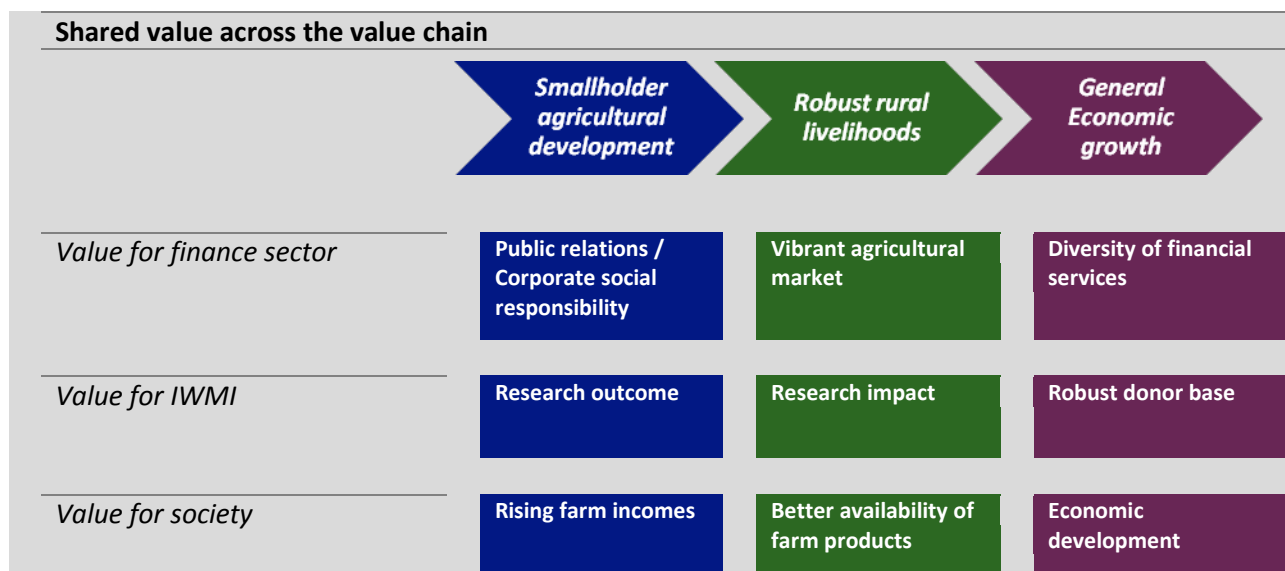 Shared value across the value chain
Smallholder
agricultural
development
Robust rural
livelihoods
General
Economic
growth
Value for finance sector
Public relations /
Corporate social
responsibility
Vibrant agricultural
market
Diversity of financial
services
Value for IWMI
Research outcome
Research impact
Robust donor base
Value for society
Rising farm incomes
Better availability of
farm products
Economic
development